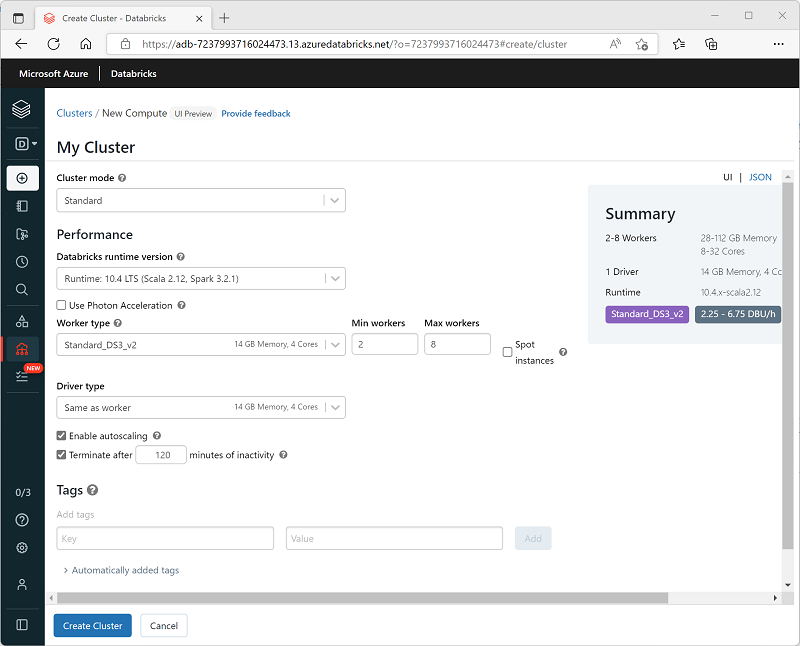 Create Cluster - Databricks
https://adb-7237993716024473.13.azuredatabricks.net/?o=7237993716024473#create/cluster
Microsoft Azure | Databricks
Clusters / New Compute UI Preview Provide feedback
D
My Cluster
UI | JSON
Cluster mode
Standard
Performance
Databricks runtime version
Runtime: 10.4 LTS (Scala 2.12, Spark 3.2.1)
Use Photon Acceleration
Worker type Min workers Max workers
Standard_DS3_v2 14 GB Memory, 4 Cores 2 8
Spot
instances
Driver type
Same as worker 14 GB Memory, 4 Cores
Enable autoscaling
Terminate after 120 minutes of inactivity
Tags
Add tags
Key Value Add
Automatically added tags
Summary
2-8 Workers 28-112 GB Memory
8-32 Cores
1 Driver 14 GB Memory, 4 Cc
Runtime 10.4.x-scala2.12
Standard_DS3_v2 2.25 - 6.75 DBU/h
NEW
0/3
Create Cluster Cancel